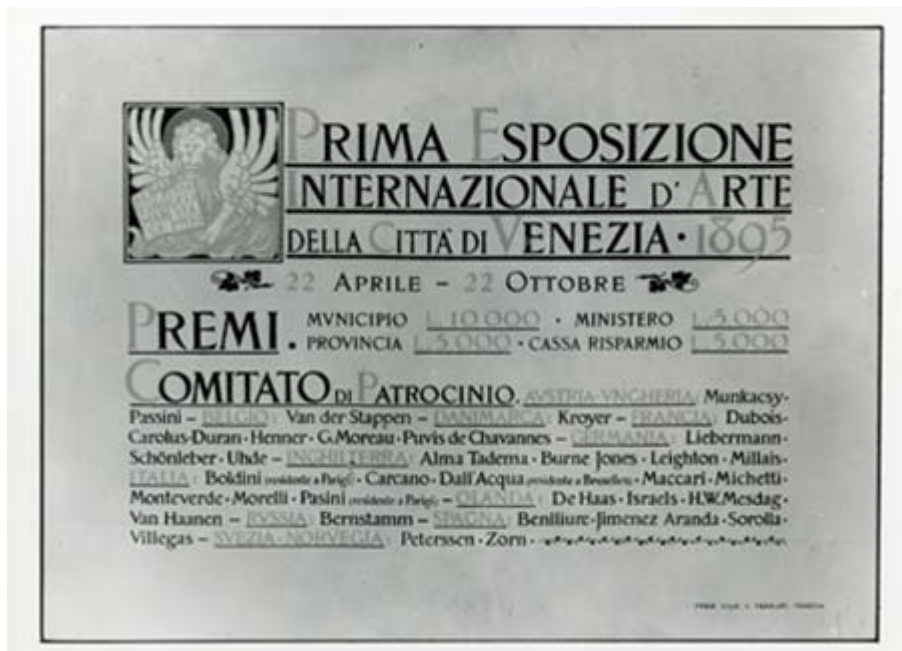 PRIMA ESPOSIZIONE
INTERNAZIONALE D'ARTE
DELLA CITTÀ DI VENEZIA · 1895
22 APRILE – 22 OTTOBRE
PREMI. MVNICIPIO L.10.000 · MINISTERO L.5.000
PROVINCIA L.5.000 · CASSA RISPARMIO L.5.000
COMITATO DI PATROCINIO. AVSTRIA-VNGHERIA: Munkacsy·
Passini – BELGIO: Van der Stappen – DANIMARCA: Kroyer – FRANCIA: Dubois·
Carolus-Duran · Henner · G.Moreau · Puvis de Chavannes – GERMANIA: Liebermann·
Schönleber · Uhde – INGHILTERRA: Alma Tadema · Burne Jones · Leighton · Millais·
ITALIA: Boldini (residente a Parigi) · Carcano · Dall'Acqua (residente a Bruxelles) · Maccari · Michetti·
Monteverde · Morelli · Pasini (residente a Parigi) – OLANDA: De Haas · Israels · H.W.Mesdag·
Van Haanen – RVSSIA: Bernstamm – SPAGNA: Benlliure · Jimenez Aranda · Sorolla·
Villegas – SVEZIA-NORVEGIA: Peterssen · Zorn ·